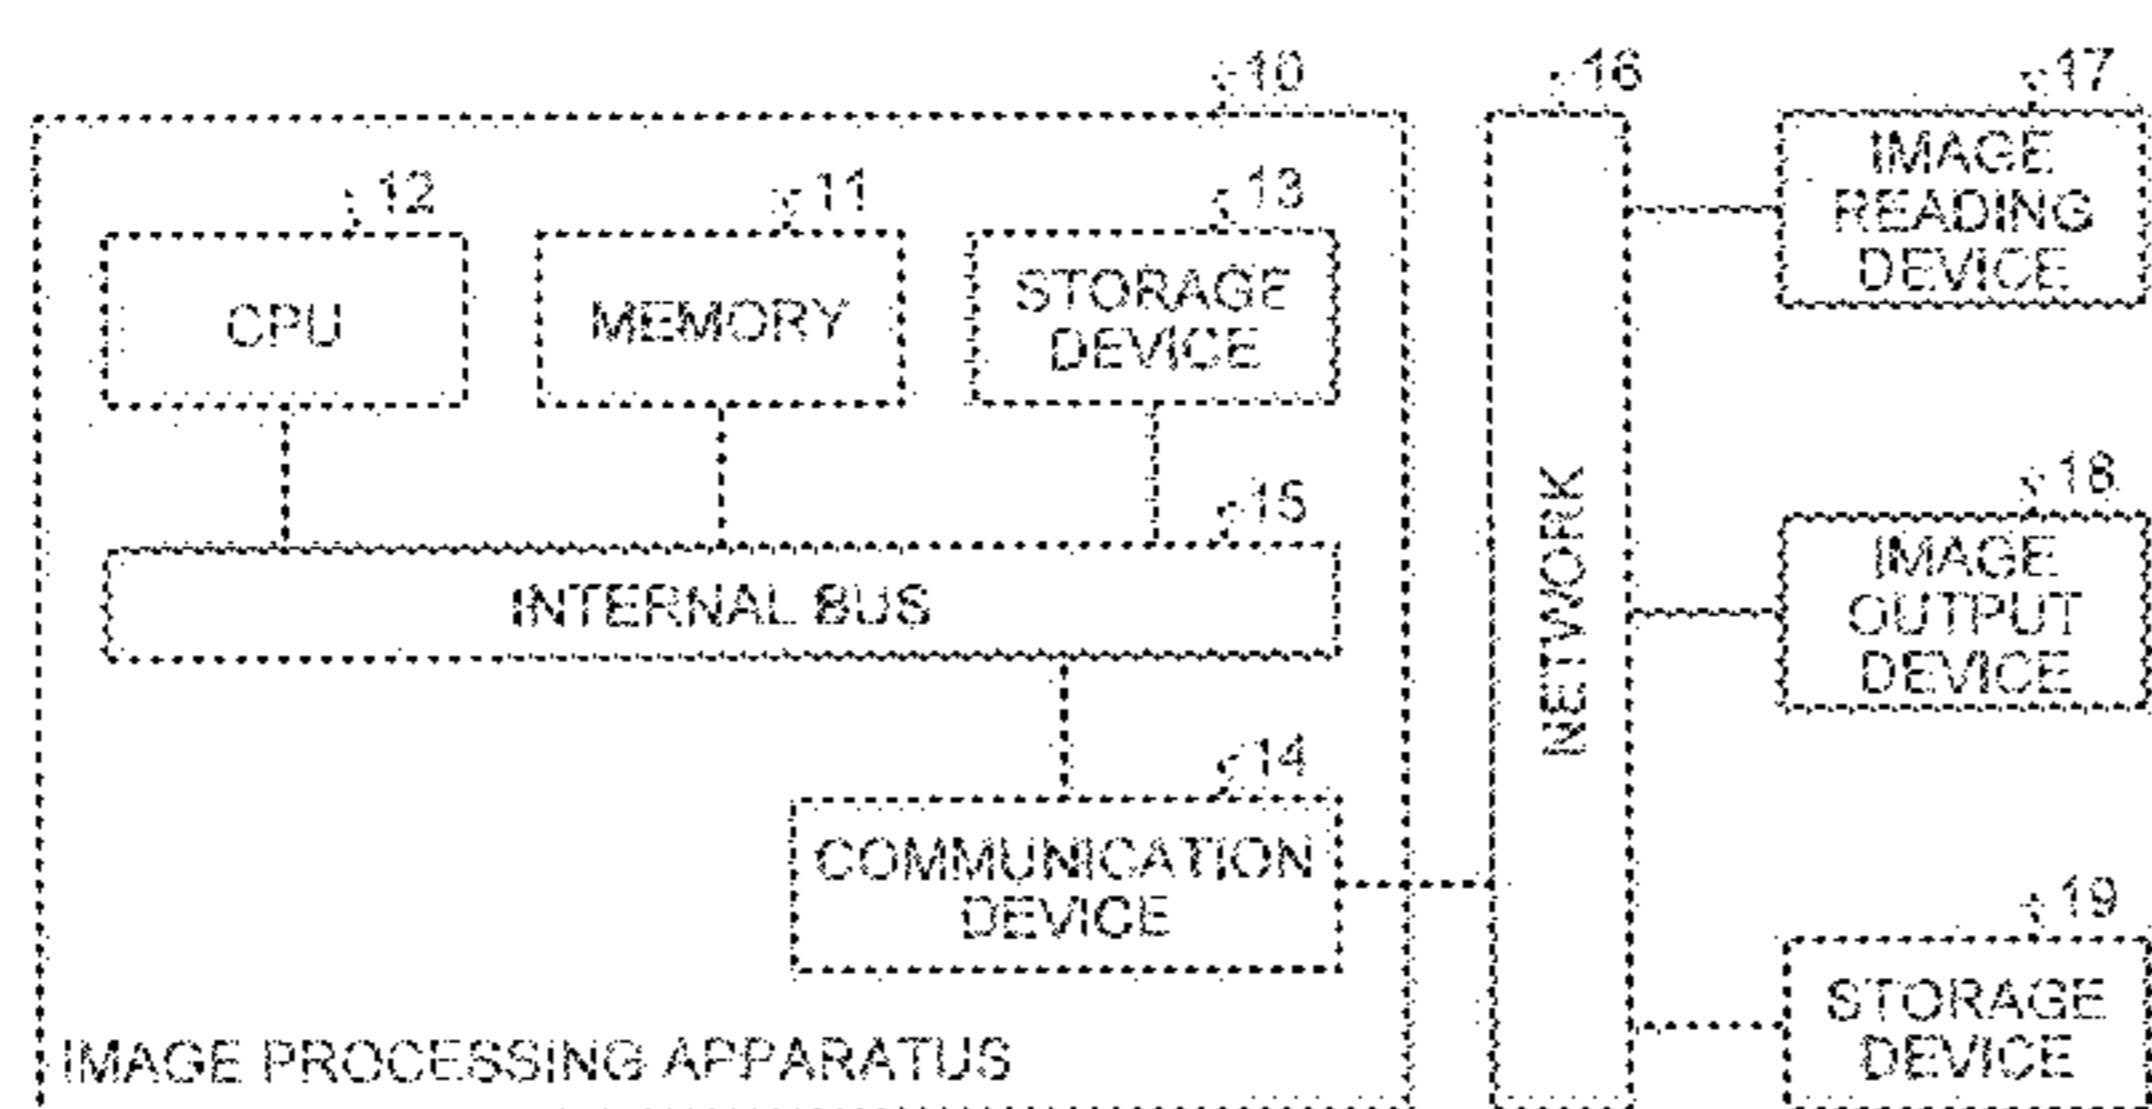 10
16
17
12
11
13
IMAGE
READING
DEVICE
CPU
MEMORY
STORAGE
DEVICE
15
18
INTERNAL BUS
NETWORK
IMAGE
OUTPUT
DEVICE
14
COMMUNICATION
DEVICE
19
STORAGE
DEVICE
IMAGE PROCESSING APPARATUS